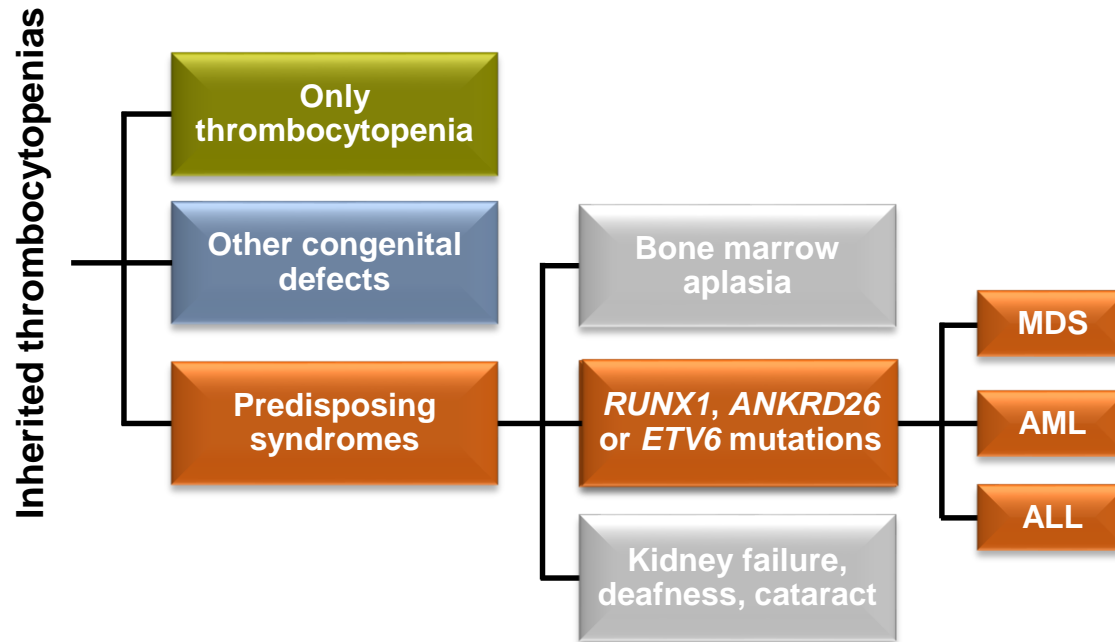 Inherited thrombocytopenias
Only
thrombocytopenia
Other congenital
defects
Predisposing
syndromes
Bone marrow
aplasia
RUNX1, ANKRD26
or ETV6 mutations
Kidney failure,
deafness, cataract
MDS
AML
ALL